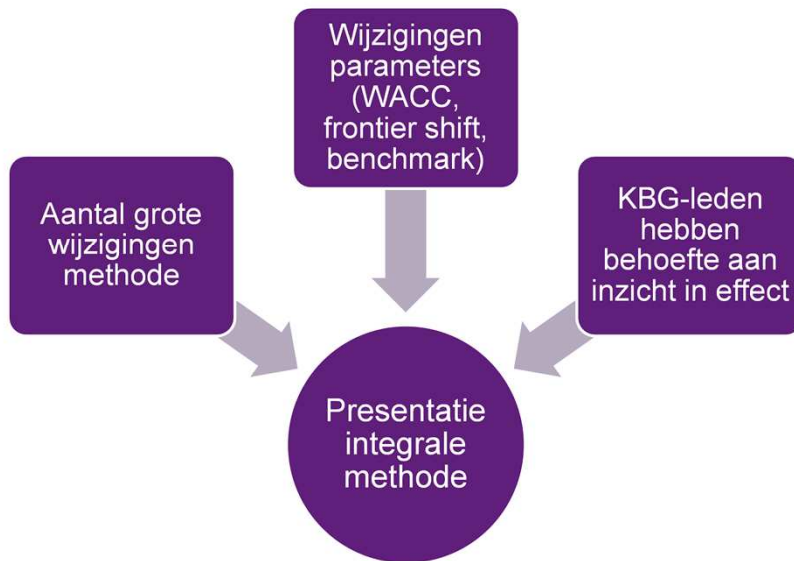 Wijzigingen
parameters
(WACC,
frontier shift,
benchmark)
Aantal grote
wijzigingen
methode
KBG-leden
hebben
behoefte aan
inzicht in effect
Presentatie
integrale
methode